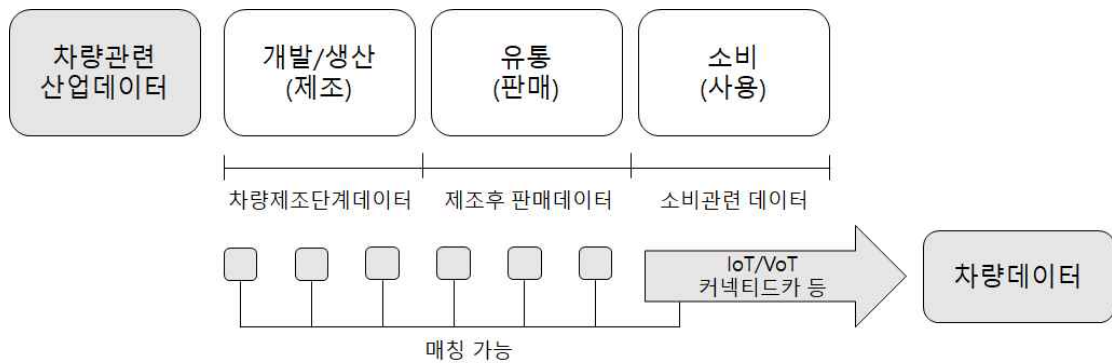 차량관련
산업데이터
개발/생산
(제조)
유통
(판매)
소비
(사용)
차량제조단계데이터
제조후 판매데이터
소비관련 데이터
IoT/VoT
커넥티드카 등
차량데이터
매칭 가능